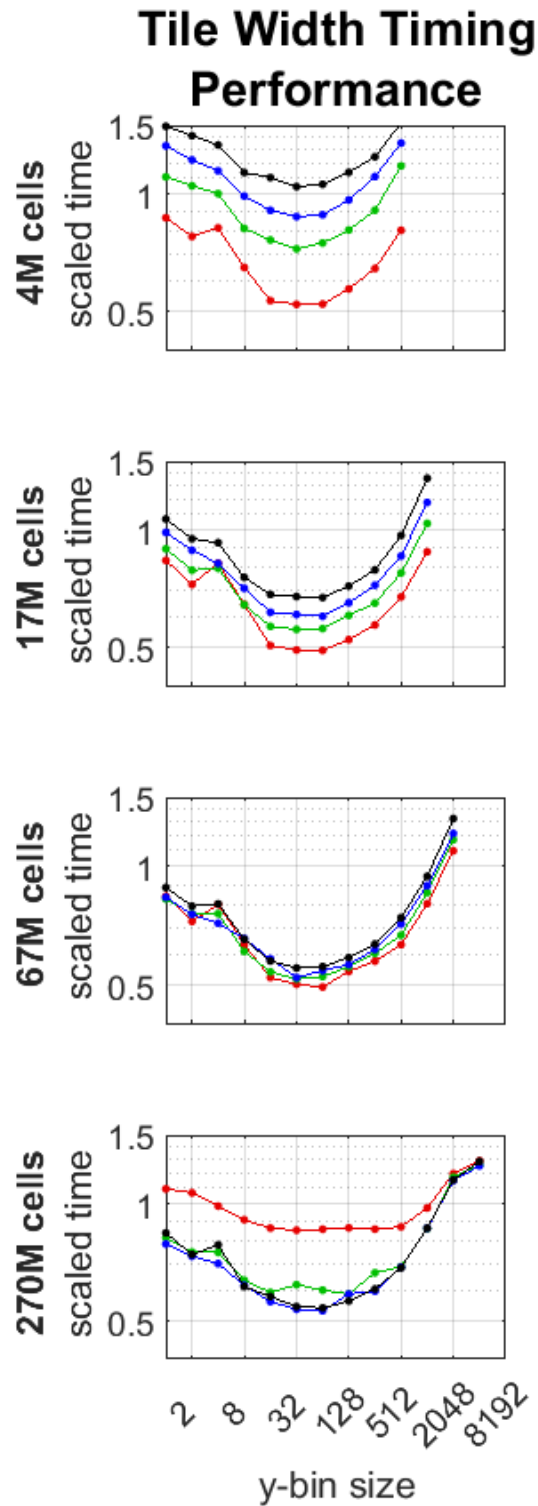 Tile Width Timing
Performance
4M cells
scaled time
1.5
1
0.5
17M cells
scaled time
1.5
1
0.5
67M cells
scaled time
1.5
1
0.5
270M cells
scaled time
1.5
1
0.5
2 8 32 128 512 2048 8192
y-bin size